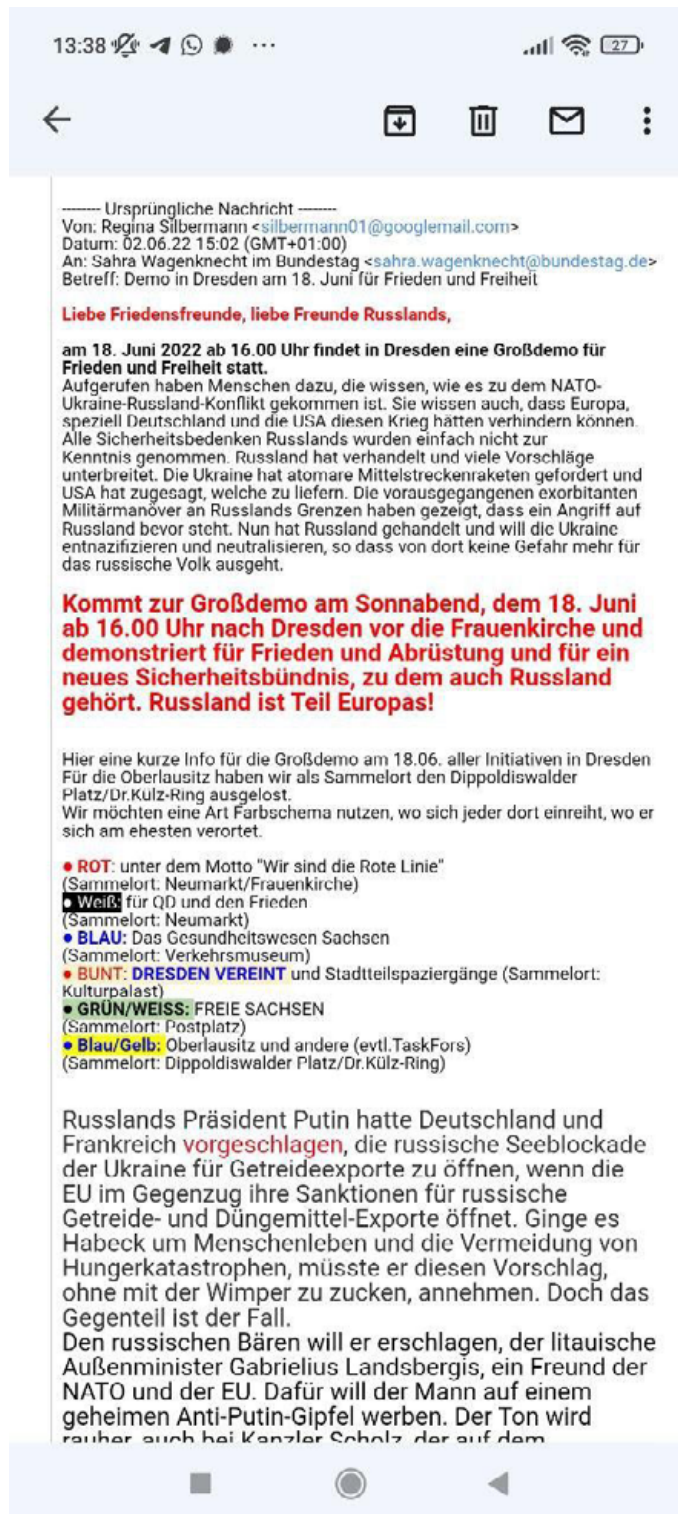 13:38
27
-------- Ursprüngliche Nachricht --------
Von: Regina Silbermann <silbermann01@googlemail.com>
Datum: 02.06.22 15:02 (GMT+01:00)
An: Sahra Wagenknecht im Bundestag <sahra.wagenknecht@bundestag.de>
Betreff: Demo in Dresden am 18. Juni für Frieden und Freiheit
Liebe Friedensfreunde, liebe Freunde Russlands,
am 18. Juni 2022 ab 16.00 Uhr findet in Dresden eine Großdemo für
Frieden und Freiheit statt.
Aufgerufen haben Menschen dazu, die wissen, wie es zu dem NATO-
Ukraine-Russland-Konflikt gekommen ist. Sie wissen auch, dass Europa,
speziell Deutschland und die USA diesen Krieg hätten verhindern können.
Alle Sicherheitsbedenken Russlands wurden einfach nicht zur
Kenntnis genommen. Russland hat verhandelt und viele Vorschläge
unterbreitet. Die Ukraine hat atomare Mittelstreckenraketen gefordert und
USA hat zugesagt, welche zu liefern. Die vorausgegangenen exorbitanten
Militärmanöver an Russlands Grenzen haben gezeigt, dass ein Angriff auf
Russland bevor steht. Nun hat Russland gehandelt und will die Ukraine
entnazifizieren und neutralisieren, so dass von dort keine Gefahr mehr für
das russische Volk ausgeht.
Kommt zur Großdemo am Sonnabend, dem 18. Juni
ab 16.00 Uhr nach Dresden vor die Frauenkirche und
demonstriert für Frieden und Abrüstung und für ein
neues Sicherheitsbündnis, zu dem auch Russland
gehört. Russland ist Teil Europas!
Hier eine kurze Info für die Großdemo am 18.06. aller Initiativen in Dresden
Für die Oberlausitz haben wir als Sammelort den Dippoldiswalder
Platz/Dr.Külz-Ring ausgelost.
Wir möchten eine Art Farbschema nutzen, wo sich jeder dort einreiht, wo er
sich am ehesten verortet.
● ROT: unter dem Motto "Wir sind die Rote Linie"
(Sammelort: Neumarkt/Frauenkirche)
● Weiß: für QD und den Frieden
(Sammelort: Neumarkt)
● BLAU: Das Gesundheitswesen Sachsen
(Sammelort: Verkehrsmuseum)
● BUNT: DRESDEN VEREINT und Stadtteilspaziergänge (Sammelort:
Kulturpalast)
● GRÜN/WEISS: FREIE SACHSEN
(Sammelort: Postplatz)
● Blau/Gelb: Oberlausitz und andere (evtl.TaskFors)
(Sammelort: Dippoldiswalder Platz/Dr.Külz-Ring)
Russlands Präsident Putin hatte Deutschland und
Frankreich vorgeschlagen, die russische Seeblockade
der Ukraine für Getreideexporte zu öffnen, wenn die
EU im Gegenzug ihre Sanktionen für russische
Getreide- und Düngemittel-Exporte öffnet. Ginge es
Habeck um Menschenleben und die Vermeidung von
Hungerkatastrophen, müsste er diesen Vorschlag,
ohne mit der Wimper zu zucken, annehmen. Doch das
Gegenteil ist der Fall.
Den russischen Bären will er erschlagen, der litauische
Außenminister Gabrielius Landsbergis, ein Freund der
NATO und der EU. Dafür will der Mann auf einem
geheimen Anti-Putin-Gipfel werben. Der Ton wird
rauher, auch bei Kanzler Scholz, der auf dem